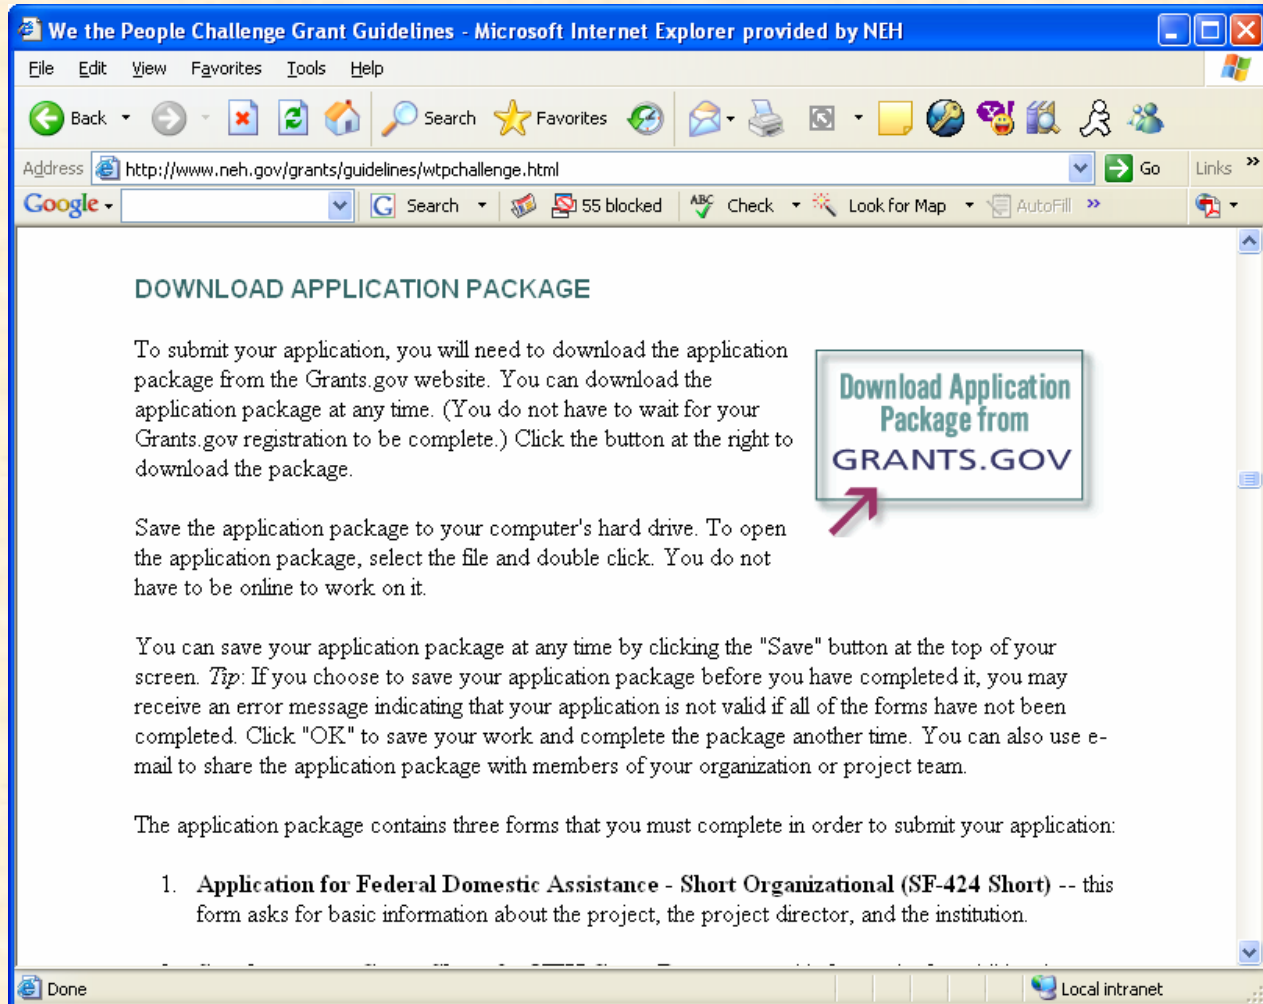 We the People Challenge Grant Guidelines - Microsoft Internet Explorer provided by NEH
File Edit View Favorites Tools Help
Back Search Favorites
Address http://www.neh.gov/grants/guidelines/wtpchallenge.html Go Links »
Google Search 55 blocked ABC Check Look for Map AutoFill »
DOWNLOAD APPLICATION PACKAGE
To submit your application, you will need to download the application
package from the Grants.gov website. You can download the
application package at any time. (You do not have to wait for your
Grants.gov registration to be complete.) Click the button at the right to
download the package.
Download Application
Package from
GRANTS.GOV
Save the application package to your computer's hard drive. To open
the application package, select the file and double click. You do not
have to be online to work on it.
You can save your application package at any time by clicking the "Save" button at the top of your
screen. Tip: If you choose to save your application package before you have completed it, you may
receive an error message indicating that your application is not valid if all of the forms have not been
completed. Click "OK" to save your work and complete the package another time. You can also use e-
mail to share the application package with members of your organization or project team.
The application package contains three forms that you must complete in order to submit your application:
1. Application for Federal Domestic Assistance - Short Organizational (SF-424 Short) -- this
form asks for basic information about the project, the project director, and the institution.
Done Local intranet